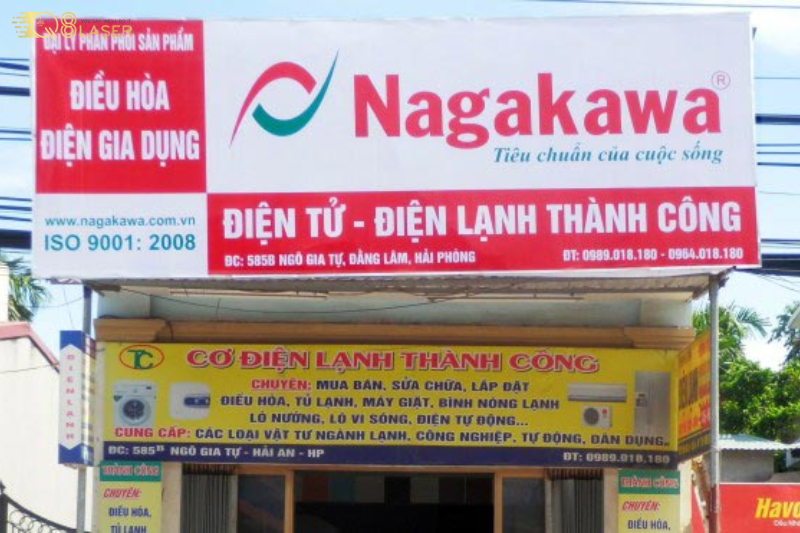 Q8LASER
ĐẠI LÝ PHÂN PHỐI SẢN PHẨM
ĐIỀU HÒA
ĐIỆN GIA DỤNG
Nagakawa®
Tiêu chuẩn của cuộc sống
www.nagakawa.com.vn
ISO 9001: 2008
ĐIỆN TỬ - ĐIỆN LẠNH THÀNH CÔNG
ĐC: 585B NGÔ GIA TỰ, ĐẰNG LÂM, HẢI PHÒNG ĐT: 0989.018.180 - 0964.018.180
TC
CƠ ĐIỆN LẠNH THÀNH CÔNG
CHUYÊN: MUA BÁN, SỬA CHỮA, LẮP ĐẶT
ĐIỀU HÒA, TỦ LẠNH, MÁY GIẶT, BÌNH NÓNG LẠNH
LÒ NƯỚNG, LÒ VI SÓNG, ĐIỆN TỰ ĐỘNG...
CUNG CẤP: CÁC LOẠI VẬT TƯ NGÀNH LẠNH, CÔNG NGHIỆP, TỰ ĐỘNG, DÂN DỤNG.
ĐC: 585B NGÔ GIA TỰ - HẢI AN - HP ĐT: 0989.018.180
ĐIỆN LẠNH
THÀNH CÔNG
CHUYÊN:
ĐIỀU HÒA,
TỦ LẠNH
THÀNH CÔNG
CHUYÊN:
ĐIỀU HÒA,